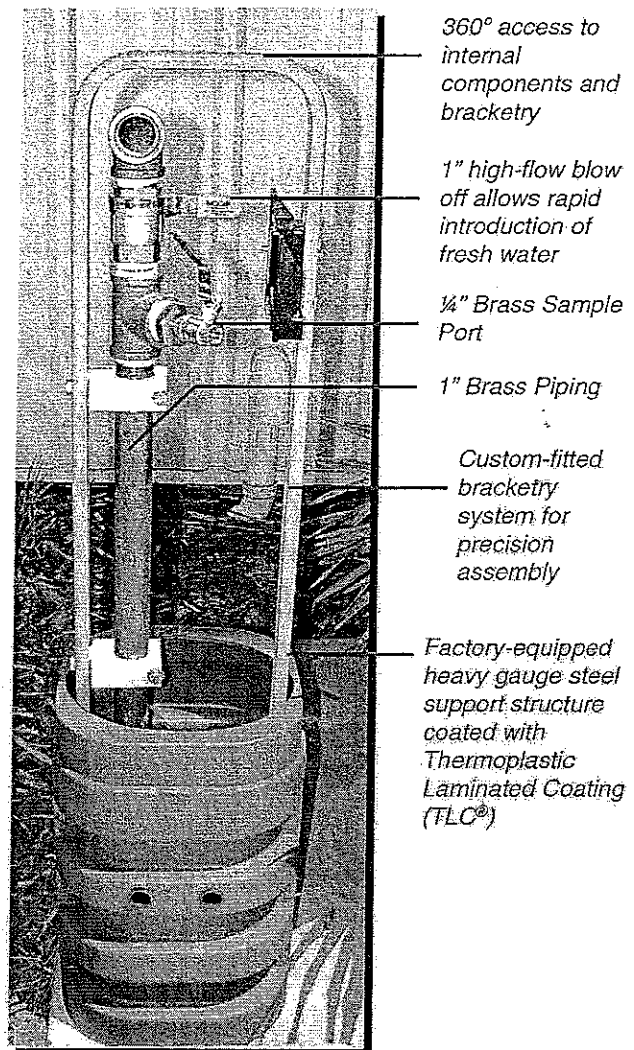 360° access to
internal
components and
bracketry
1" high-flow blow
off allows rapid
introduction of
fresh water
¼" Brass Sample
Port
1" Brass Piping
Custom-fitted
bracketry
system for
precision
assembly
Factory-equipped
heavy gauge steel
support structure
coated with
Thermoplastic
Laminated Coating
(TLC®)